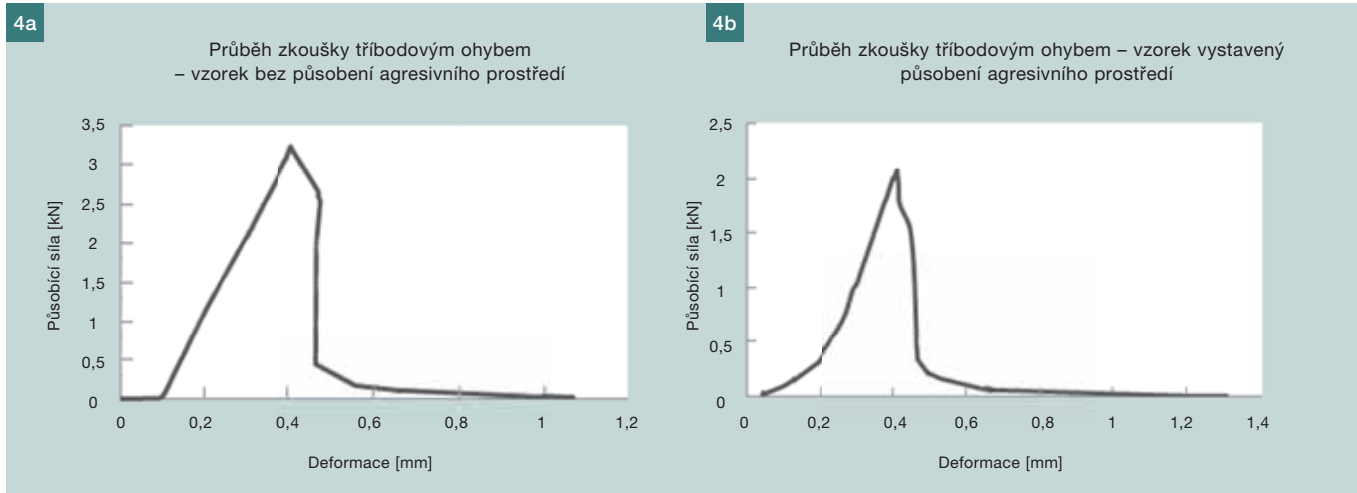 4a
Průběh zkoušky tříbodovým ohybem
– vzorek bez působení agresivního prostředí
3,5
3
2,5
2
1,5
1
0,5
0
Působící síla [kN]
0 0,2 0,4 0,6 0,8 1 1,2
Deformace [mm]
4b
Průběh zkoušky tříbodovým ohybem – vzorek vystavený
působení agresivního prostředí
2,5
2
1,5
1
0,5
0
Působící síla [kN]
0 0,2 0,4 0,6 0,8 1 1,2 1,4
Deformace [mm]